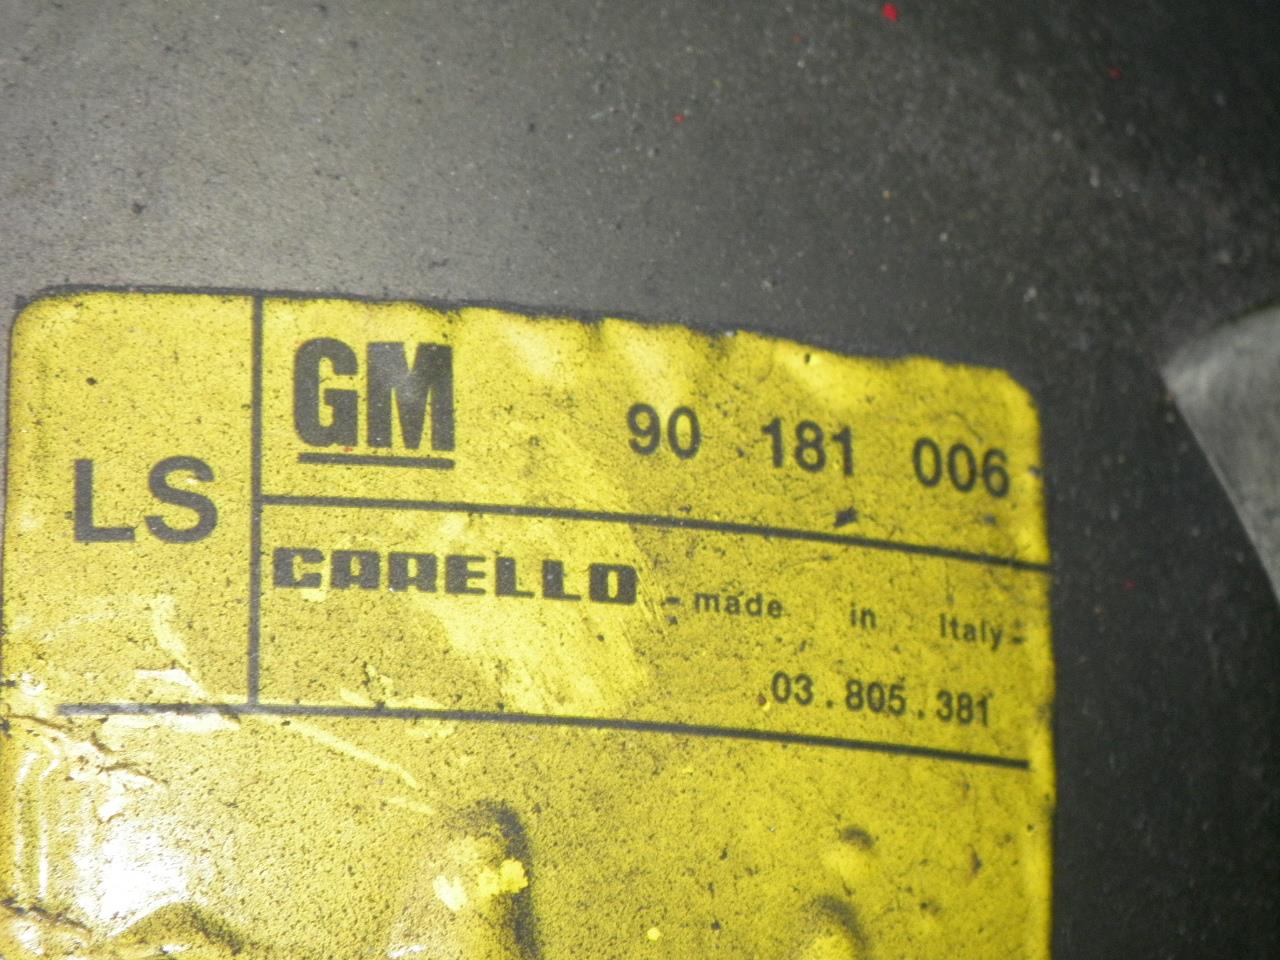 LS
GM 90 181 006
CARELLO - made in Italy -
03.805.381